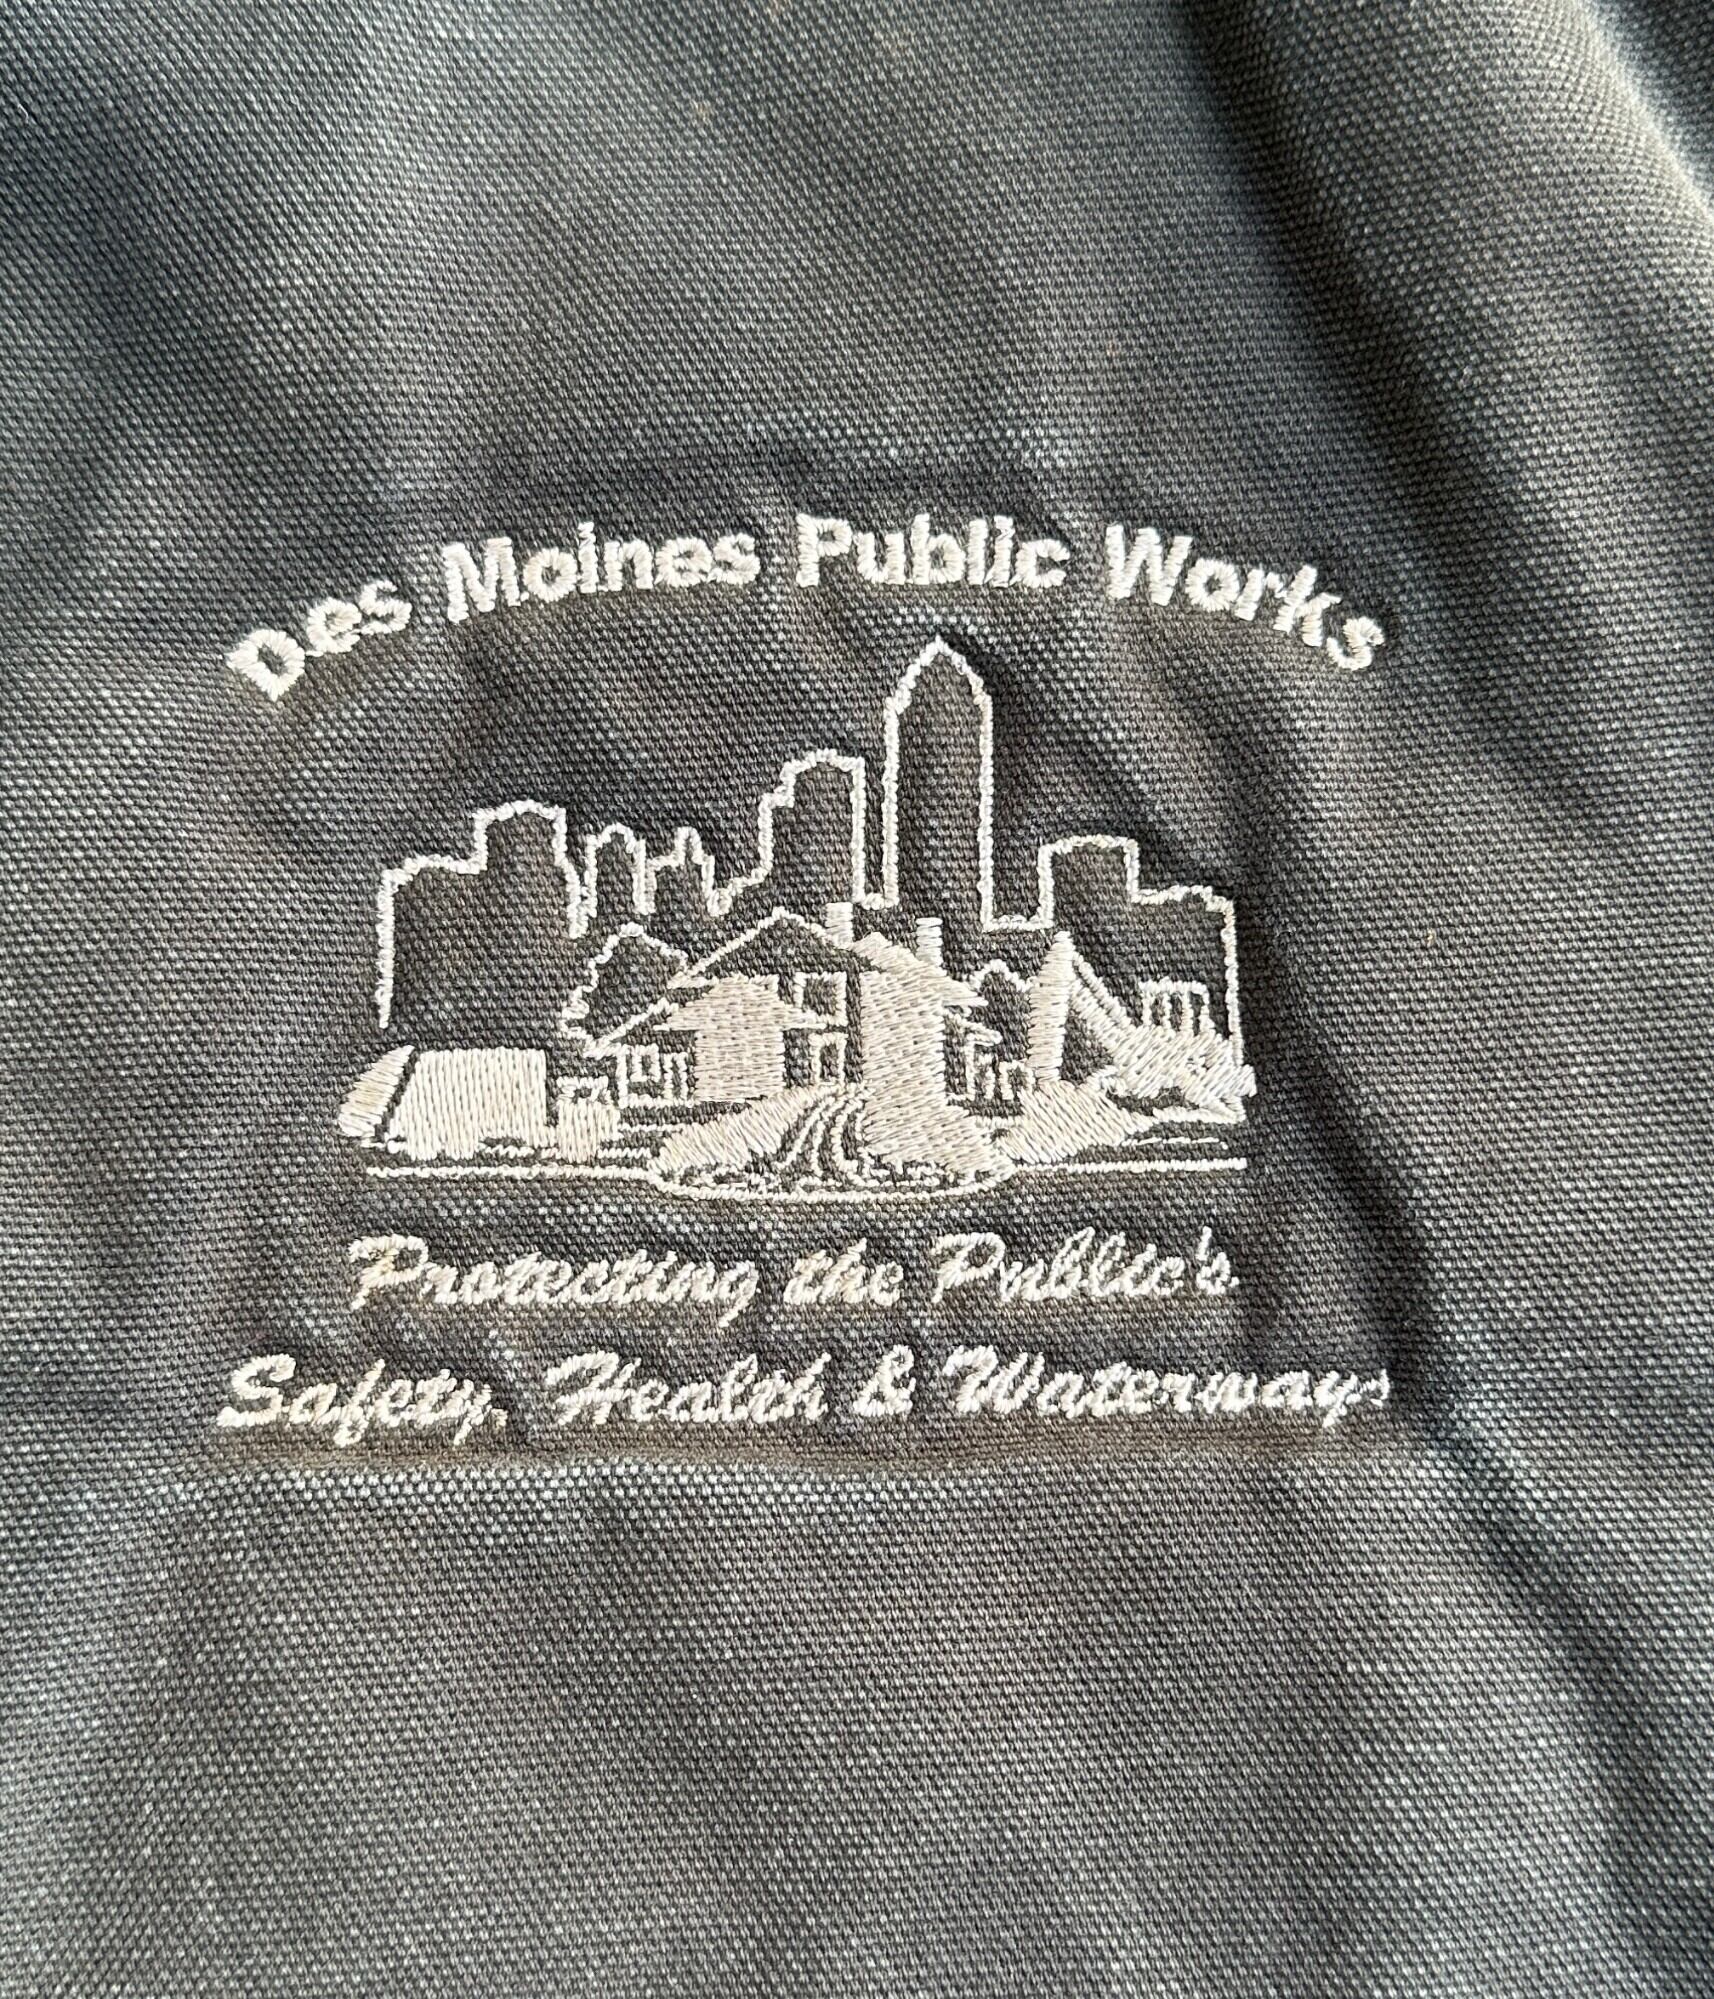 Des Moines Public Works
Protecting the Public's
Safety, Health & Waterways